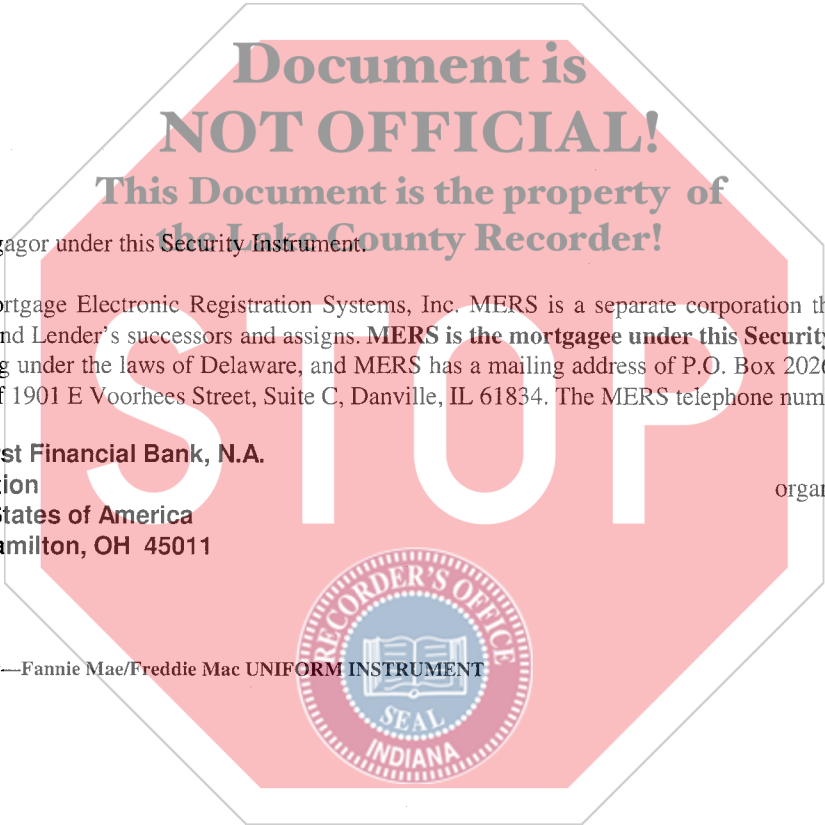 Document is
NOT OFFICIAL!
This Document is the property of
the Lake County Recorder!
gagor under this Security Instrument.
ortgage Electronic Registration Systems, Inc. MERS is a separate corporation th
nd Lender's successors and assigns. MERS is the mortgagee under this Security
g under the laws of Delaware, and MERS has a mailing address of P.O. Box 2026
f 1901 E Voorhees Street, Suite C, Danville, IL 61834. The MERS telephone num
STOP
st Financial Bank, N.A.
tion organ
States of America
amilton, OH 45011
RECORDER'S OFFICE
SEAL
INDIANA
—Fannie Mae/Freddie Mac UNIFORM INSTRUMENT